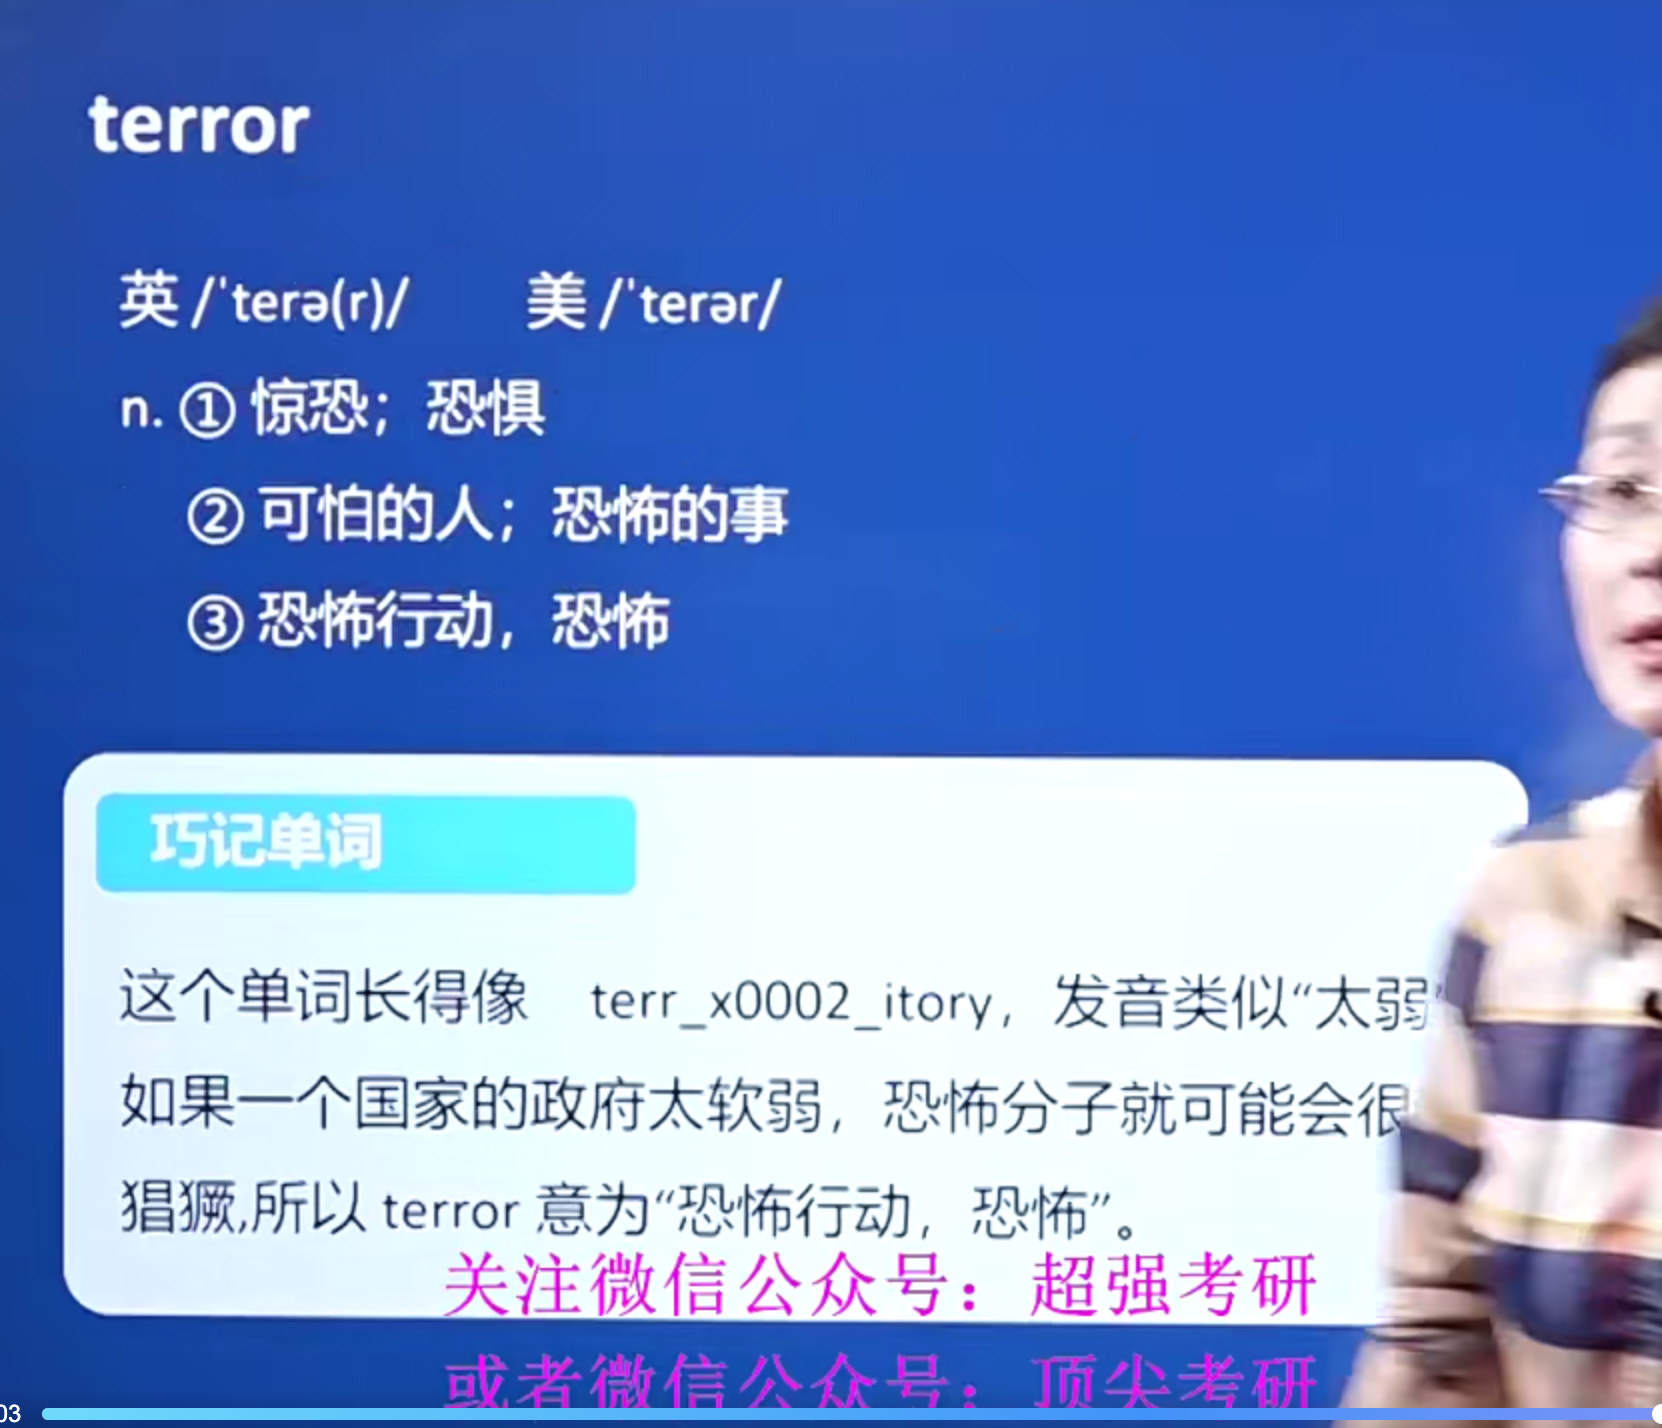 terror
英 /ˈterə(r)/ 美 /ˈterər/
n. ① 惊恐；恐惧
② 可怕的人；恐怖的事
③ 恐怖行动，恐怖
巧记单词
这个单词长得像 terr_x0002_itory，发音类似“太弱
如果一个国家的政府太软弱，恐怖分子就可能会很
猖獗,所以 terror 意为“恐怖行动，恐怖”。
关注微信公众号：超强考研
或者微信公众号：顶尖考研
03